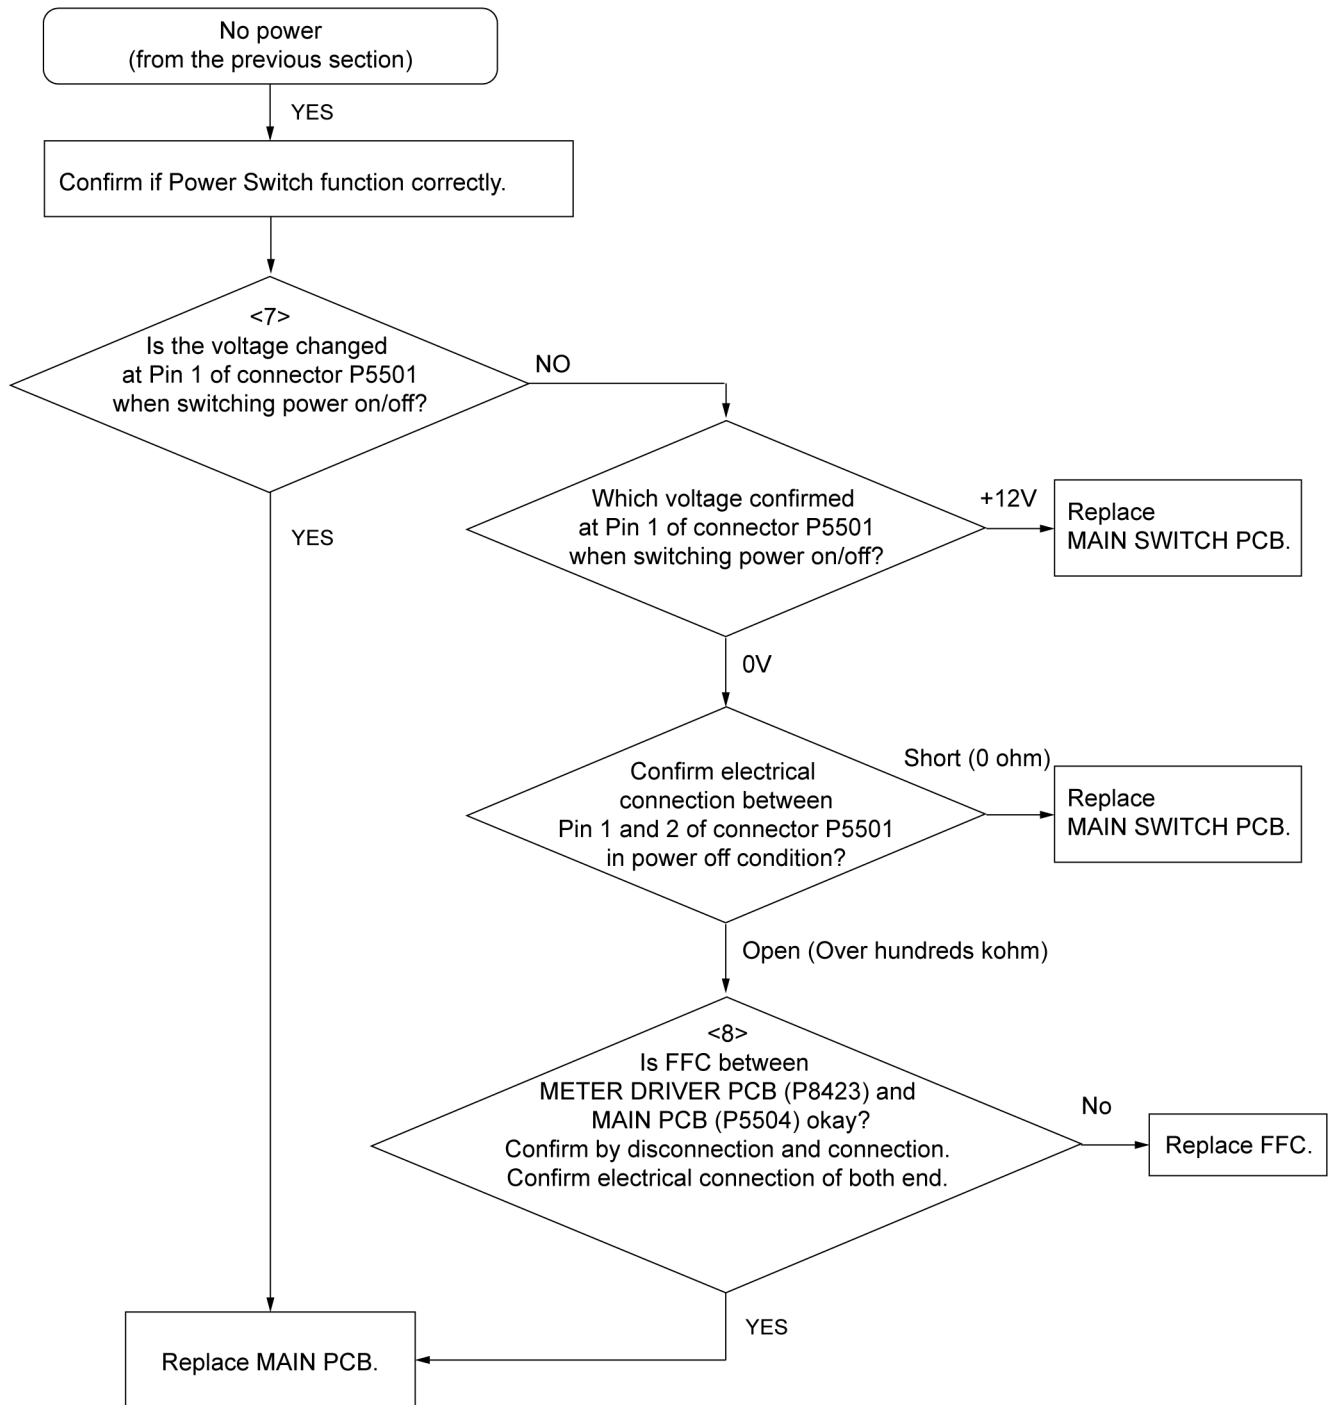 No power
(from the previous section)
YES
Confirm if Power Switch function correctly.
<7>
Is the voltage changed
at Pin 1 of connector P5501
when switching power on/off?
NO
YES
Which voltage confirmed
at Pin 1 of connector P5501
when switching power on/off?
+12V
Replace
MAIN SWITCH PCB.
0V
Confirm electrical
connection between
Pin 1 and 2 of connector P5501
in power off condition?
Short (0 ohm)
Replace
MAIN SWITCH PCB.
Open (Over hundreds kohm)
<8>
Is FFC between
METER DRIVER PCB (P8423) and
MAIN PCB (P5504) okay?
Confirm by disconnection and connection.
Confirm electrical connection of both end.
No
Replace FFC.
YES
Replace MAIN PCB.